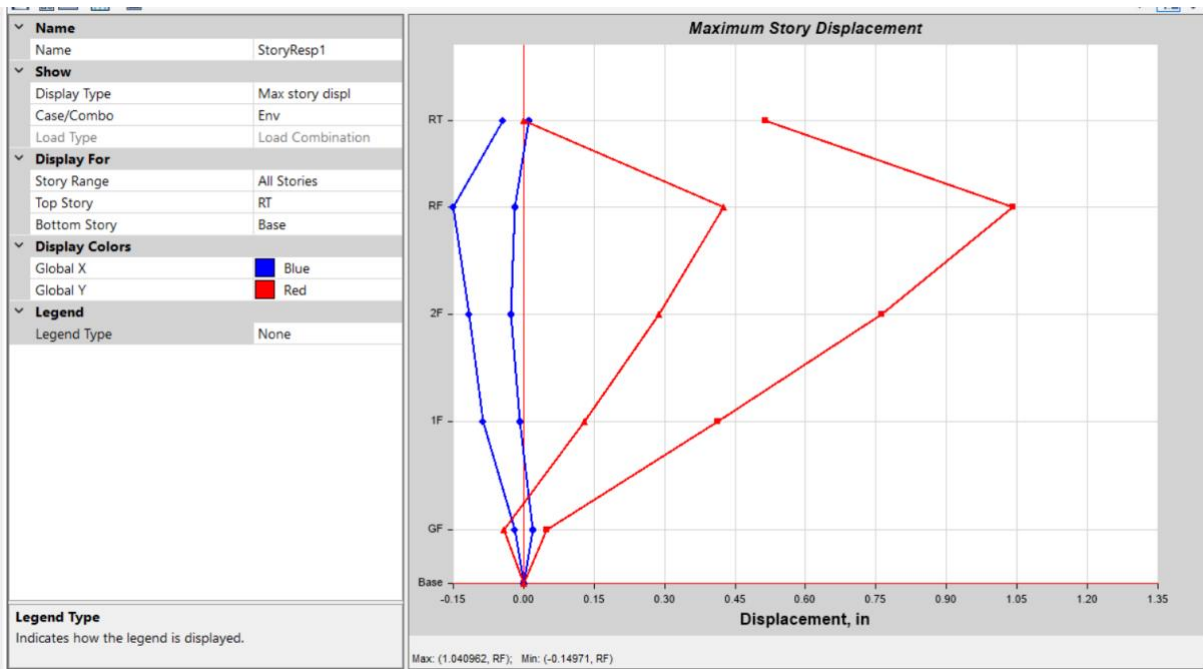 Name
Name StoryResp1
Show
Display Type Max story displ
Case/Combo Env
Load Type Load Combination
Display For
Story Range All Stories
Top Story RT
Bottom Story Base
Display Colors
Global X Blue
Global Y Red
Legend
Legend Type None
Legend Type
Indicates how the legend is displayed.
Maximum Story Displacement
RT
RF
2F
1F
GF
Base
-0.15 0.00 0.15 0.30 0.45 0.60 0.75 0.90 1.05 1.20 1.35
Displacement, in
Max: (1.040962, RF); Min: (-0.14971, RF)